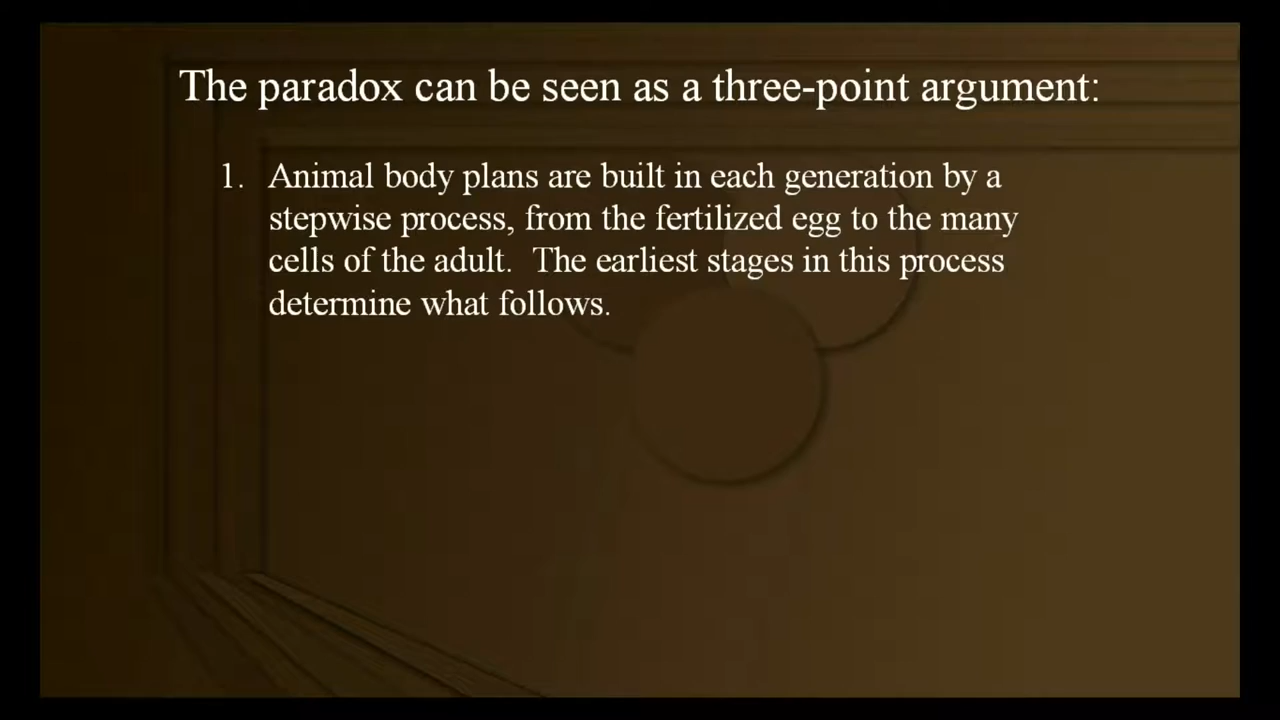 The paradox can be seen as a three-point argument:
1. Animal body plans are built in each generation by a
stepwise process, from the fertilized egg to the many
cells of the adult.  The earliest stages in this process
determine what follows.